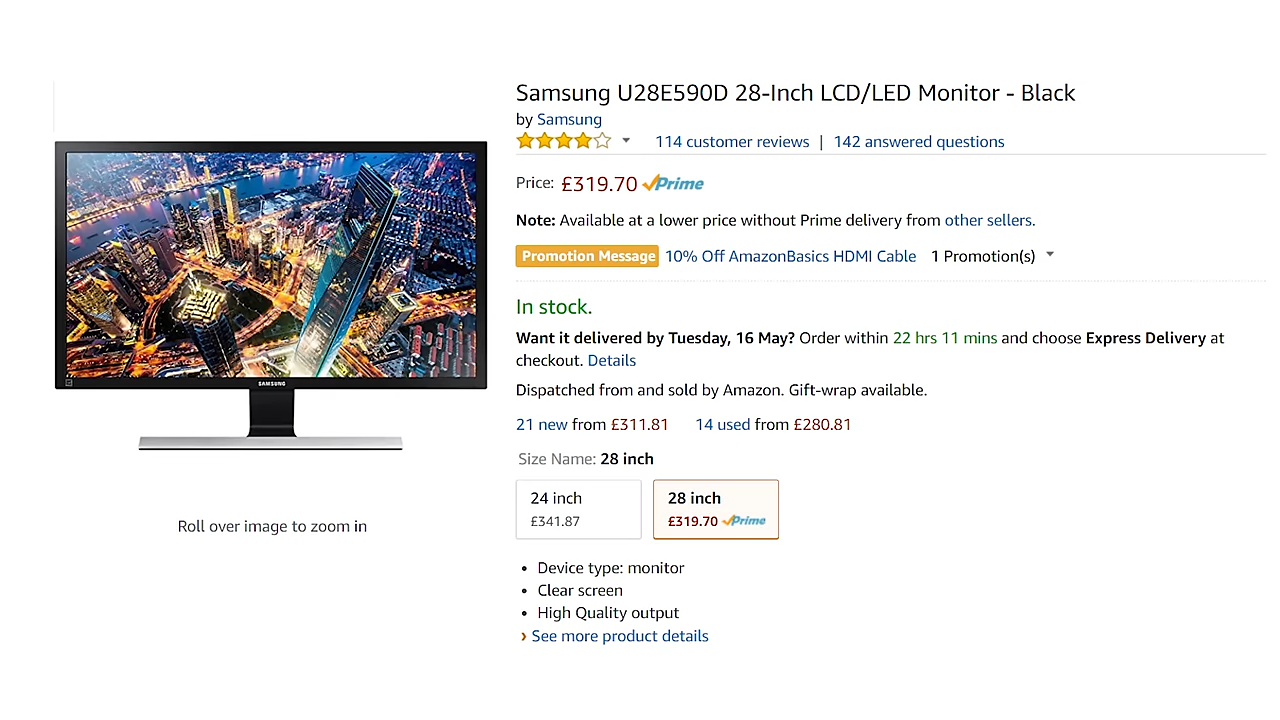 Samsung U28E590D 28-Inch LCD/LED Monitor - Black
by Samsung
114 customer reviews | 142 answered questions
Price: £319.70 Prime
Note: Available at a lower price without Prime delivery from other sellers.
Promotion Message 10% Off AmazonBasics HDMI Cable 1 Promotion(s)
In stock.
Want it delivered by Tuesday, 16 May? Order within 22 hrs 11 mins and choose Express Delivery at
checkout. Details
Dispatched from and sold by Amazon. Gift-wrap available.
21 new from £311.81 14 used from £280.81
Size Name: 28 inch
24 inch
£341.87
28 inch
£319.70 Prime
• Device type: monitor
• Clear screen
• High Quality output
› See more product details
SAMSUNG
Roll over image to zoom in